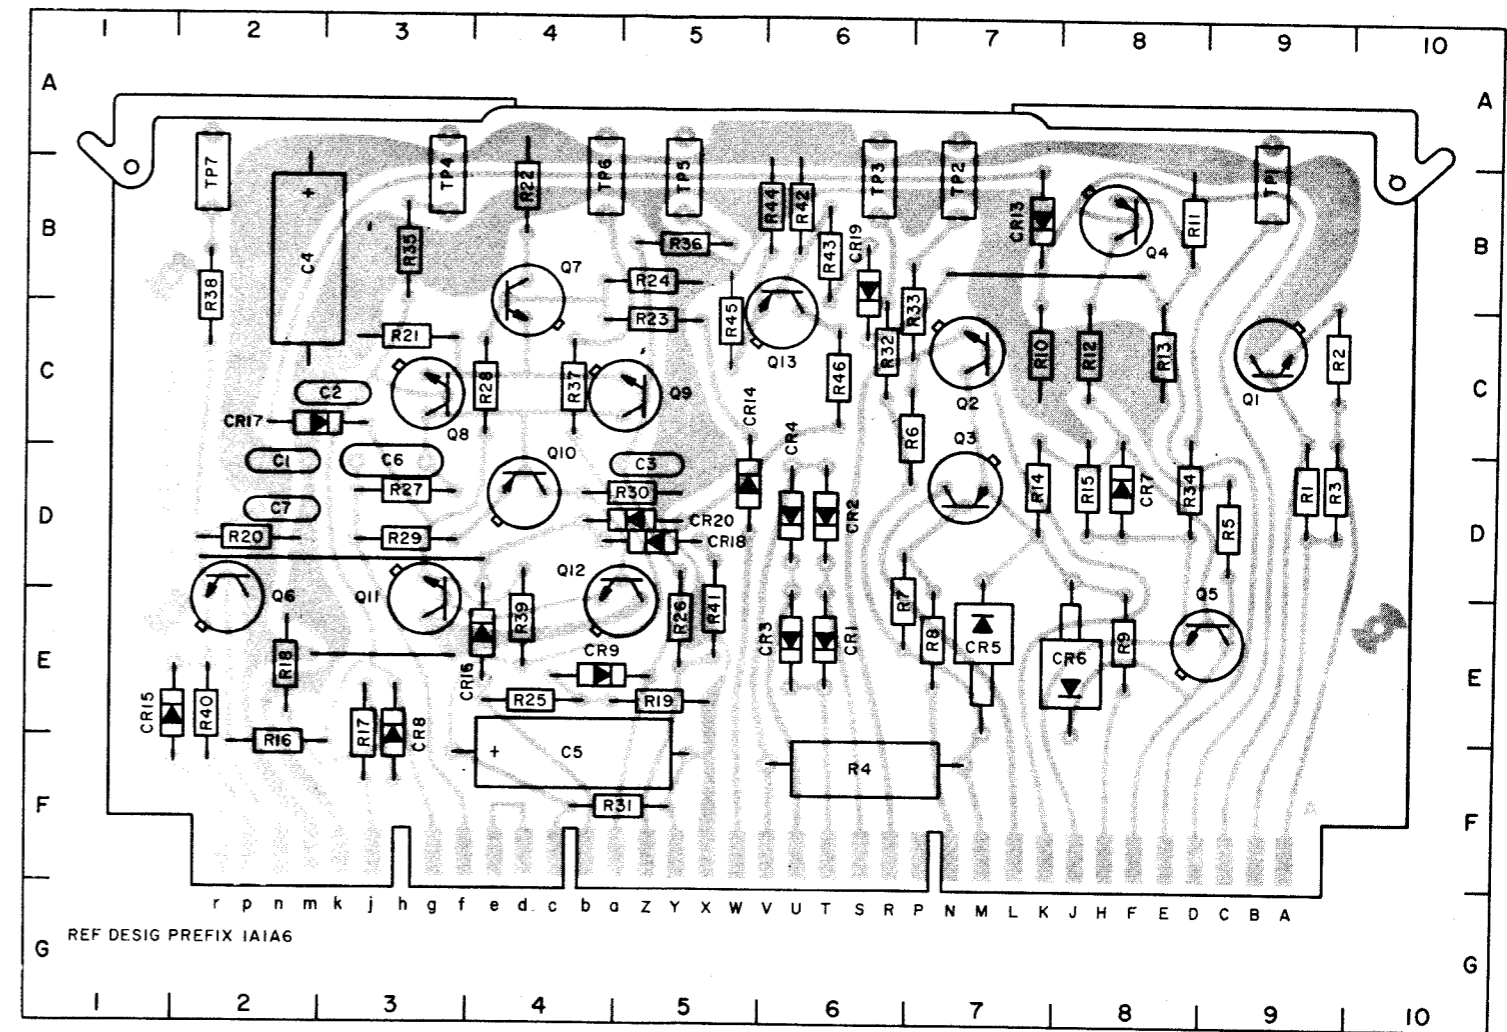 1 2 3 4 5 6 7 8 9 10
A A
TP7 TP4 R22 TP6 TP5 R44 R42 TP3 TP2 CR13 R11 TP1
B B
C4 R35 R36 R43 CR19 Q4
R38 Q7 R24 R45 R33
R21 R23 Q13 R32 R10 R12 R13 R2
C C
C2 R28 R37 Q9 R46 Q2 Q1
CR17 Q8 CR14 CR4 R6 Q3
C1 C6 Q10 C3
R27 R30 R14 R15 CR7 R34 R1 R3
D D
C7 CR20 CR2 R5
R20 R29 CR18
Q6 Q11 Q12 Q5
R39 R26 R41 R7
E E
R18 CR16 CR9 CR3 CR1 R8 CR5 CR6 R9
CR15 R40 R25 R19
R16 R17 CR8 C5 R4
+
+
F F
R31
r p n m k j h g f e d c b a Z Y X W V U T S R P N M L K J H F E D C B A
REF DESIG PREFIX 1A1A6
G G
1 2 3 4 5 6 7 8 9 10